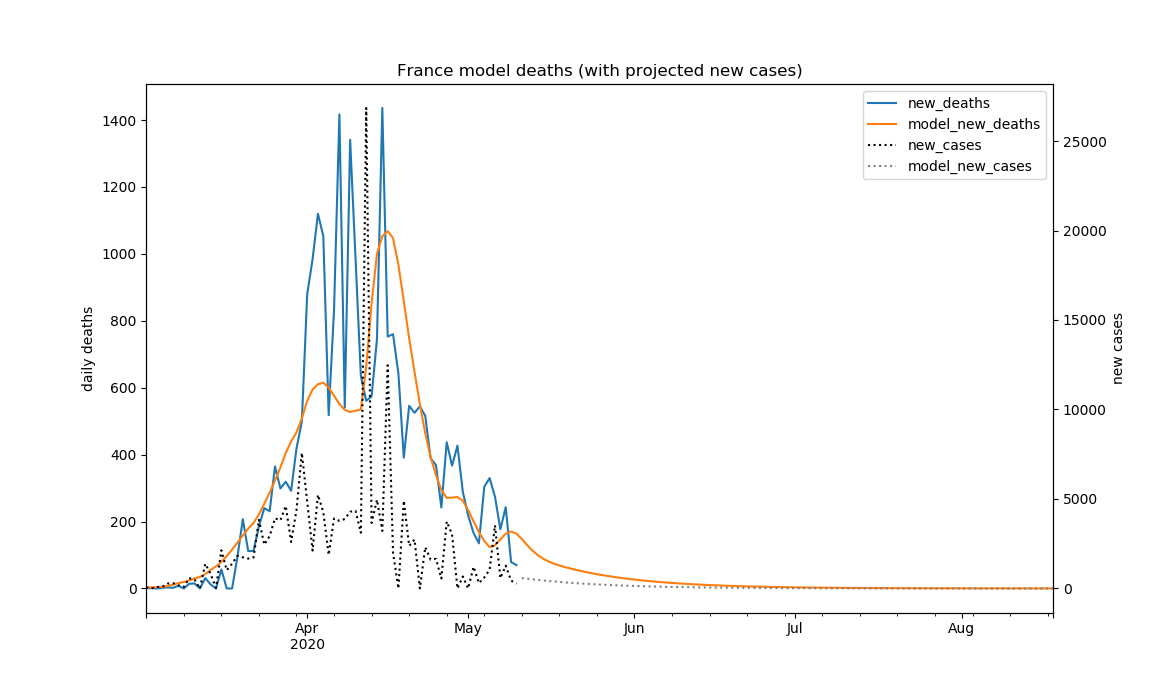 France model deaths (with projected new cases)
new_deaths
model_new_deaths
new_cases
model_new_cases
1400
1200
1000
800
600
400
200
0
daily deaths
25000
20000
15000
10000
5000
0
new cases
Apr
2020
May
Jun
Jul
Aug